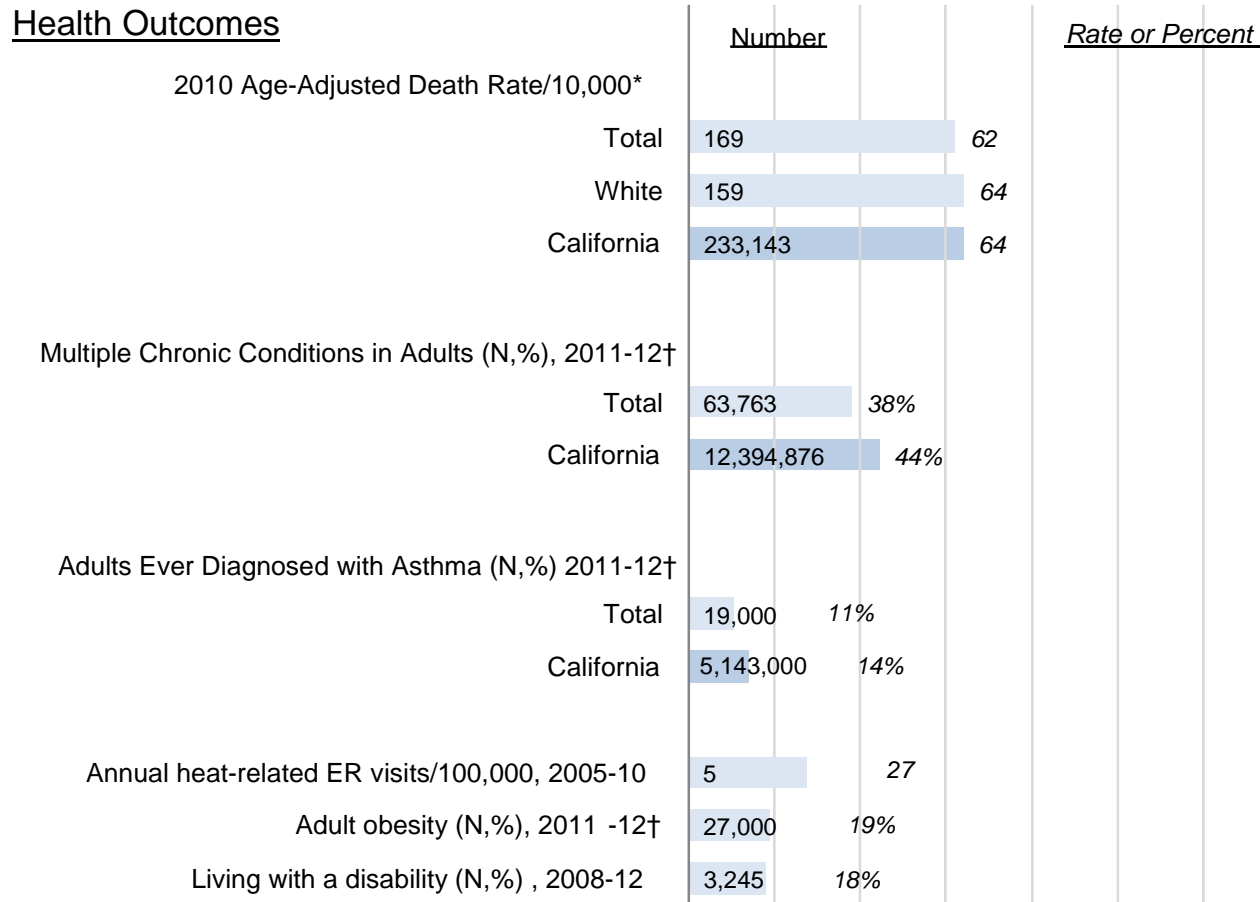 Health Outcomes
Number Rate or Percent
2010 Age-Adjusted Death Rate/10,000*
Total 169 62
White 159 64
California 233,143 64
Multiple Chronic Conditions in Adults (N,%), 2011-12†
Total 63,763 38%
California 12,394,876 44%
Adults Ever Diagnosed with Asthma (N,%) 2011-12†
Total 19,000 11%
California 5,143,000 14%
Annual heat-related ER visits/100,000, 2005-10 5 27
Adult obesity (N,%), 2011 -12† 27,000 19%
Living with a disability (N,%) , 2008-12 3,245 18%